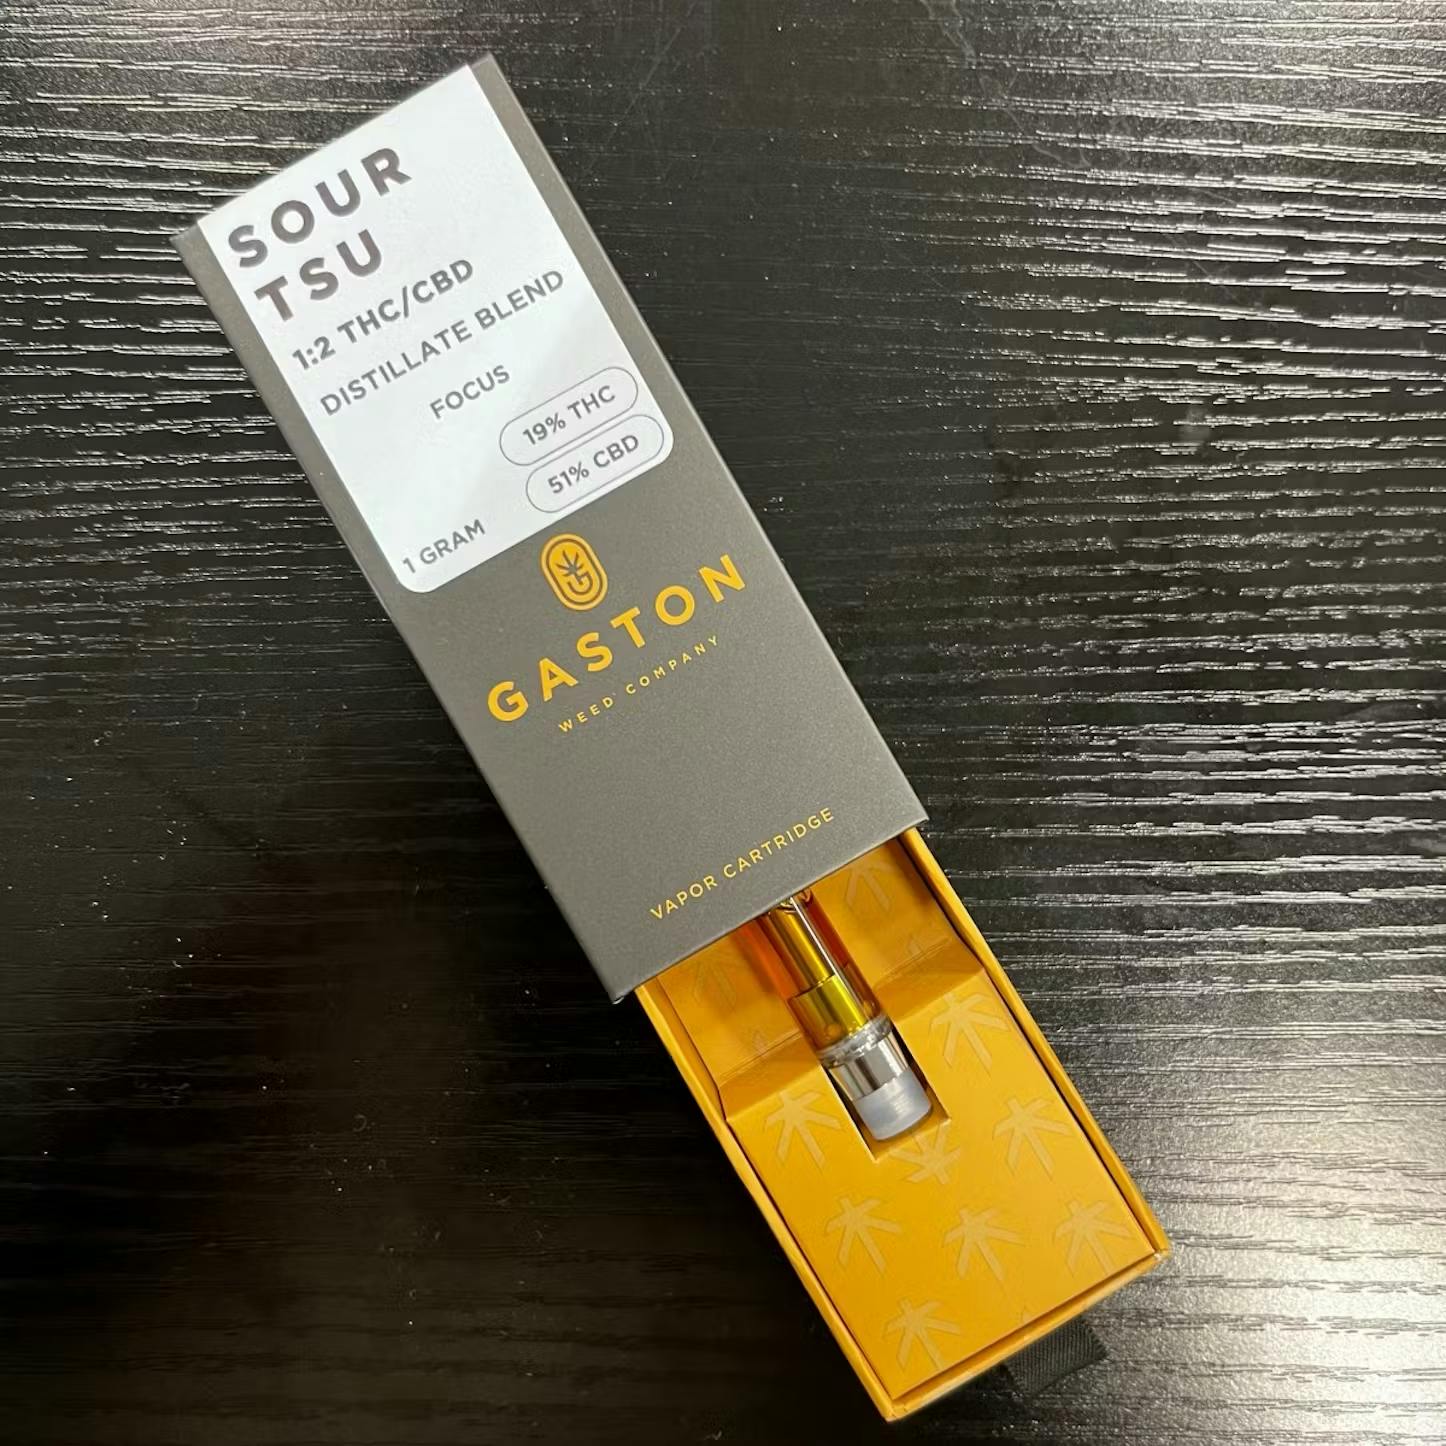 SOUR
TSU
1:2 THC/CBD
DISTILLATE BLEND
FOCUS
19% THC
51% CBD
1 GRAM
GASTON
WEED COMPANY
VAPOR CARTRIDGE